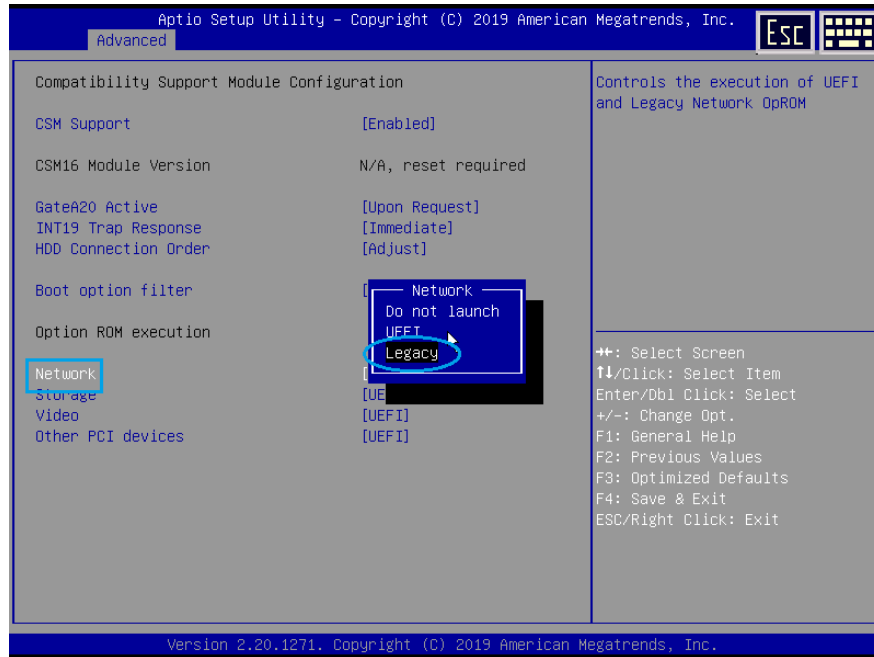 Aptio Setup Utility – Copyright (C) 2019 American Megatrends, Inc.
Esc
Advanced
Compatibility Support Module Configuration
CSM Support [Enabled]
CSM16 Module Version N/A, reset required
GateA20 Active [Upon Request]
INT19 Trap Response [Immediate]
HDD Connection Order [Adjust]
Boot option filter [
Option ROM execution
Network [
Storage [UE
Video [UEFI]
Other PCI devices [UEFI]
Network
Do not launch
UEFI
Legacy
Controls the execution of UEFI
and Legacy Network OpROM
→←: Select Screen
↑↓/Click: Select Item
Enter/Dbl Click: Select
+/-: Change Opt.
F1: General Help
F2: Previous Values
F3: Optimized Defaults
F4: Save & Exit
ESC/Right Click: Exit
Version 2.20.1271. Copyright (C) 2019 American Megatrends, Inc.